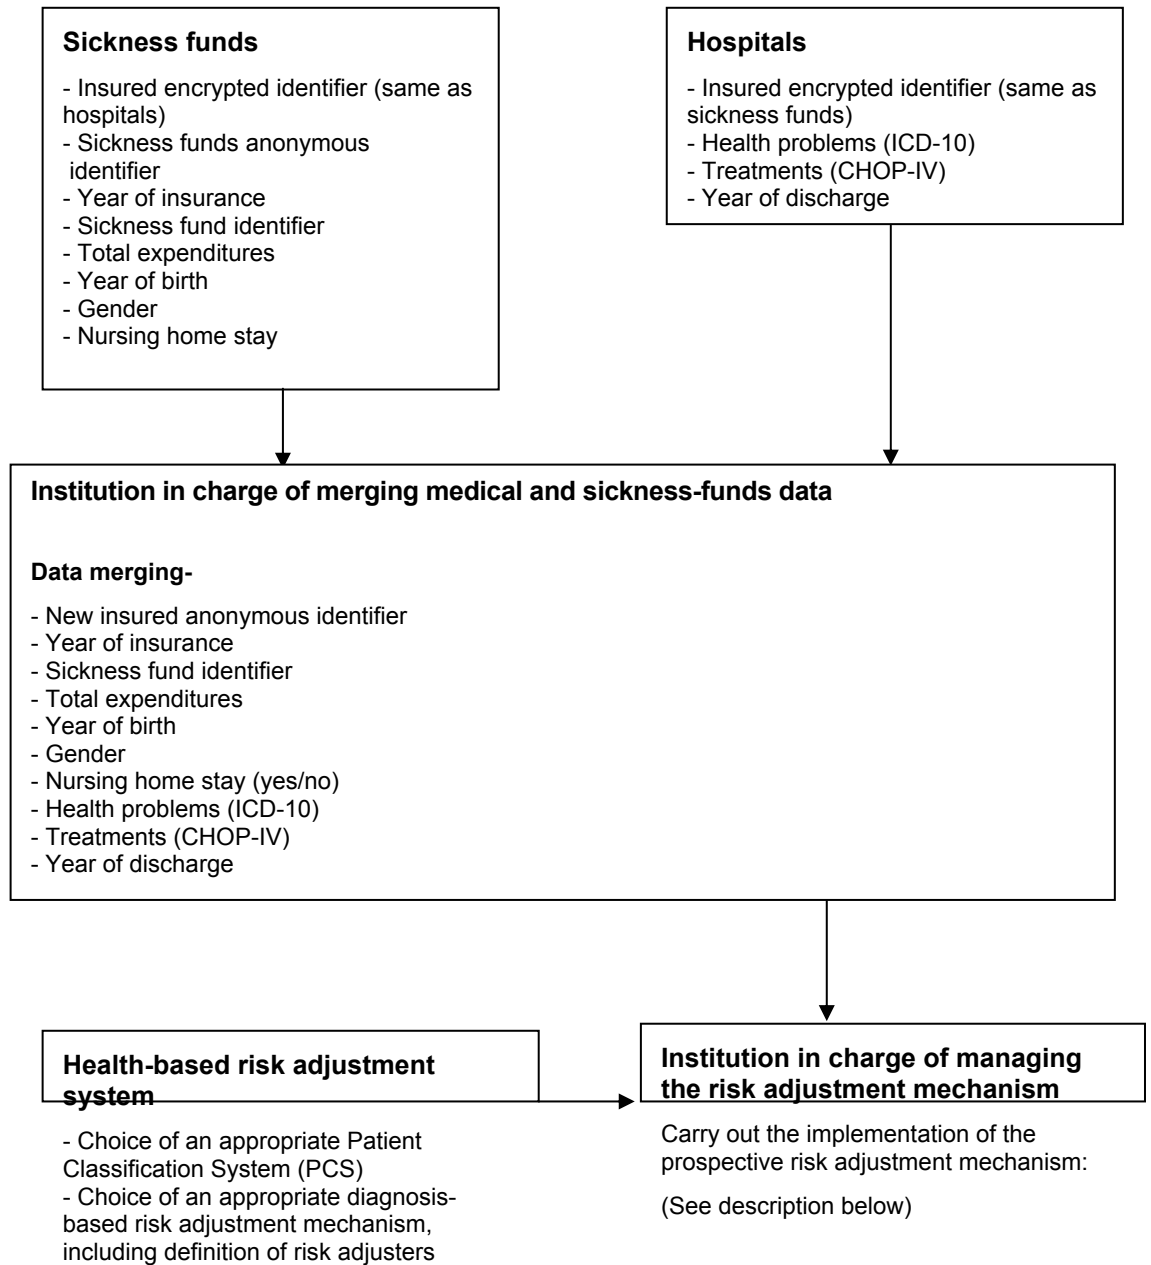 Sickness funds
- Insured encrypted identifier (same as
hospitals)
- Sickness funds anonymous
identifier
- Year of insurance
- Sickness fund identifier
- Total expenditures
- Year of birth
- Gender
- Nursing home stay
Hospitals
- Insured encrypted identifier (same as
sickness funds)
- Health problems (ICD-10)
- Treatments (CHOP-IV)
- Year of discharge
Institution in charge of merging medical and sickness-funds data
Data merging-
- New insured anonymous identifier
- Year of insurance
- Sickness fund identifier
- Total expenditures
- Year of birth
- Gender
- Nursing home stay (yes/no)
- Health problems (ICD-10)
- Treatments (CHOP-IV)
- Year of discharge
Health-based risk adjustment
system
- Choice of an appropriate Patient
Classification System (PCS)
- Choice of an appropriate diagnosis-
based risk adjustment mechanism,
including definition of risk adjusters
Institution in charge of managing
the risk adjustment mechanism
Carry out the implementation of the
prospective risk adjustment mechanism:
(See description below)